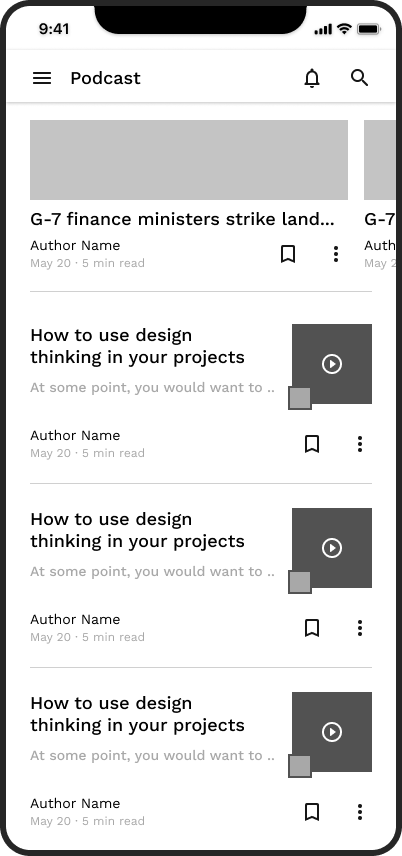 9:41
Podcast
G-7 finance ministers strike land...
Author Name
May 20 · 5 min read
G-7
Auth
May 2
How to use design
thinking in your projects
At some point, you would want to ..
Author Name
May 20 · 5 min read
How to use design
thinking in your projects
At some point, you would want to ..
Author Name
May 20 · 5 min read
How to use design
thinking in your projects
At some point, you would want to ..
Author Name
May 20 · 5 min read